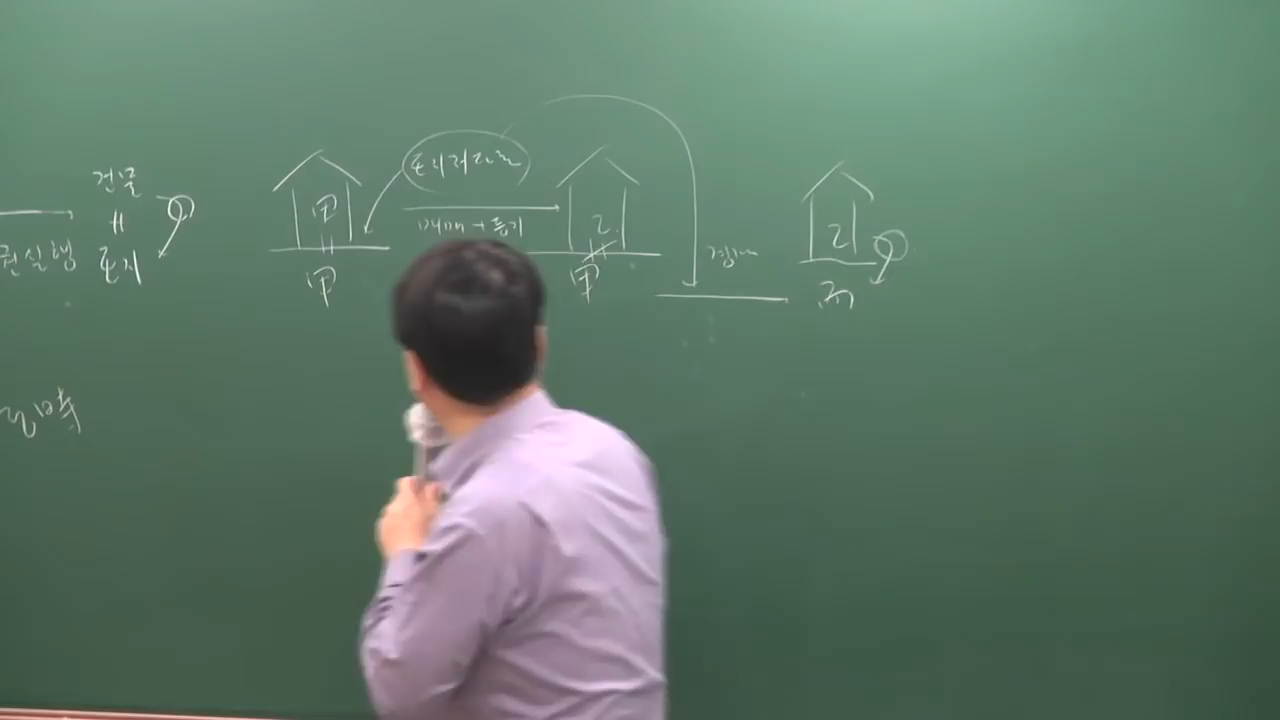 건물
=
토지
권실행
甲
=
甲
토지저당권
매매 → 등기
乙
甲
경매
乙
丙